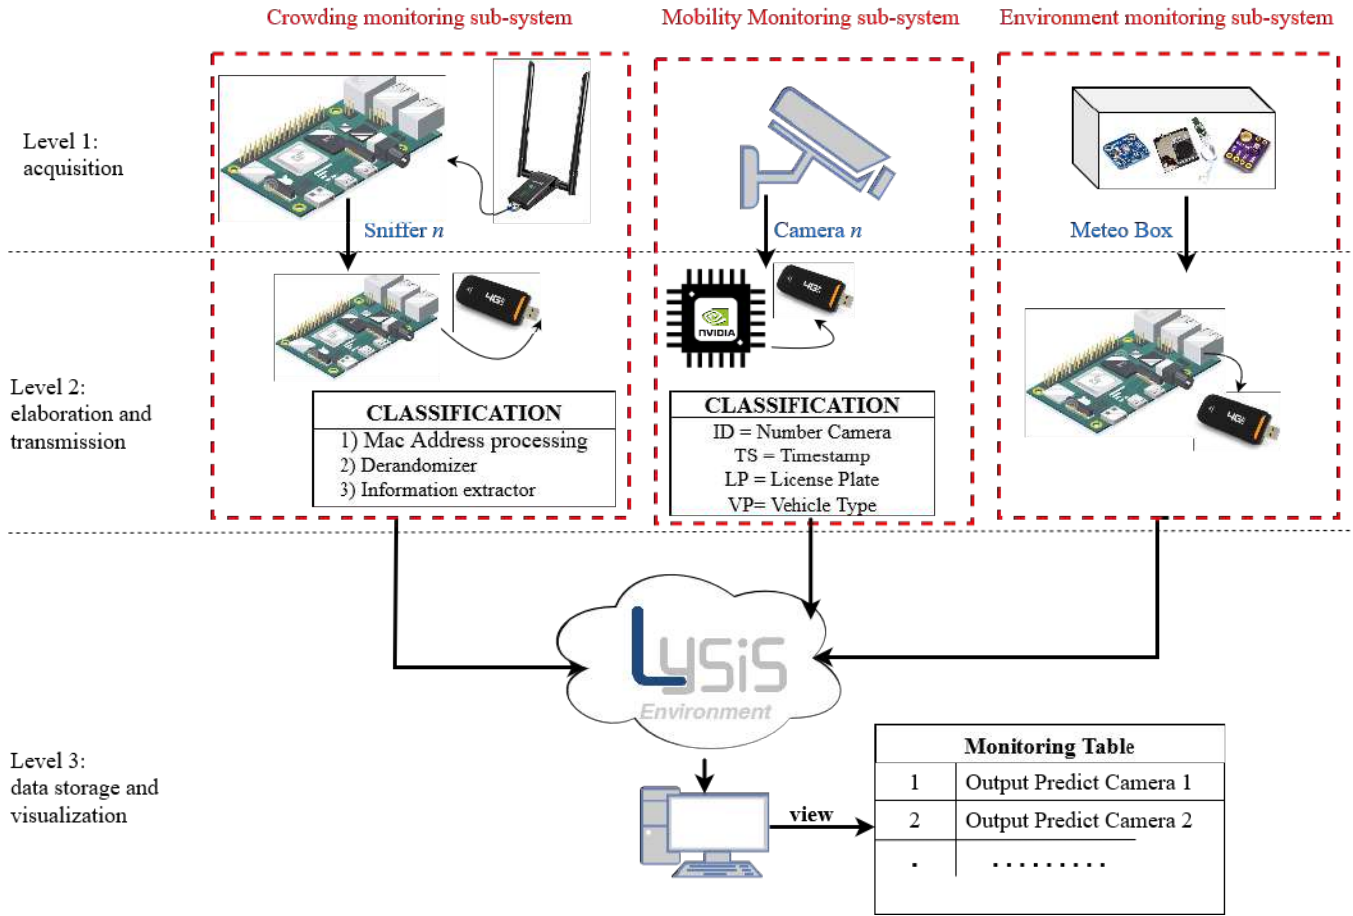 Crowding monitoring sub-system
Mobility Monitoring sub-system
Environment monitoring sub-system
Level 1:
acquisition
Sniffer n
Camera n
Meteo Box
Level 2:
elaboration and
transmission
4G
4G
NVIDIA
4G
CLASSIFICATION
1) Mac Address processing
2) Derandomizer
3) Information extractor
CLASSIFICATION
ID = Number Camera
TS = Timestamp
LP = License Plate
VP= Vehicle Type
Lysis
Environment
Level 3:
data storage and
visualization
view
Monitoring Table
1 Output Predict Camera 1
2 Output Predict Camera 2
. . . . . . . . . .